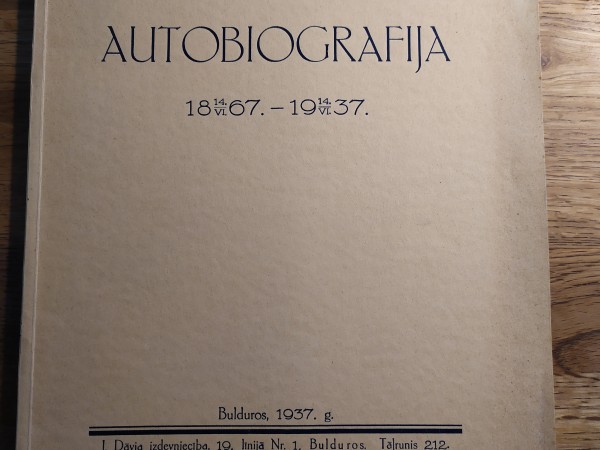 AUTOBIOGRAFIJA
18 14./VI. 67. – 19 14./VI. 37.
Bulduros, 1937. g.
J. Dāvja izdevniecība, 19. līnijā Nr. 1, Bulduros. Tālrunis 212.